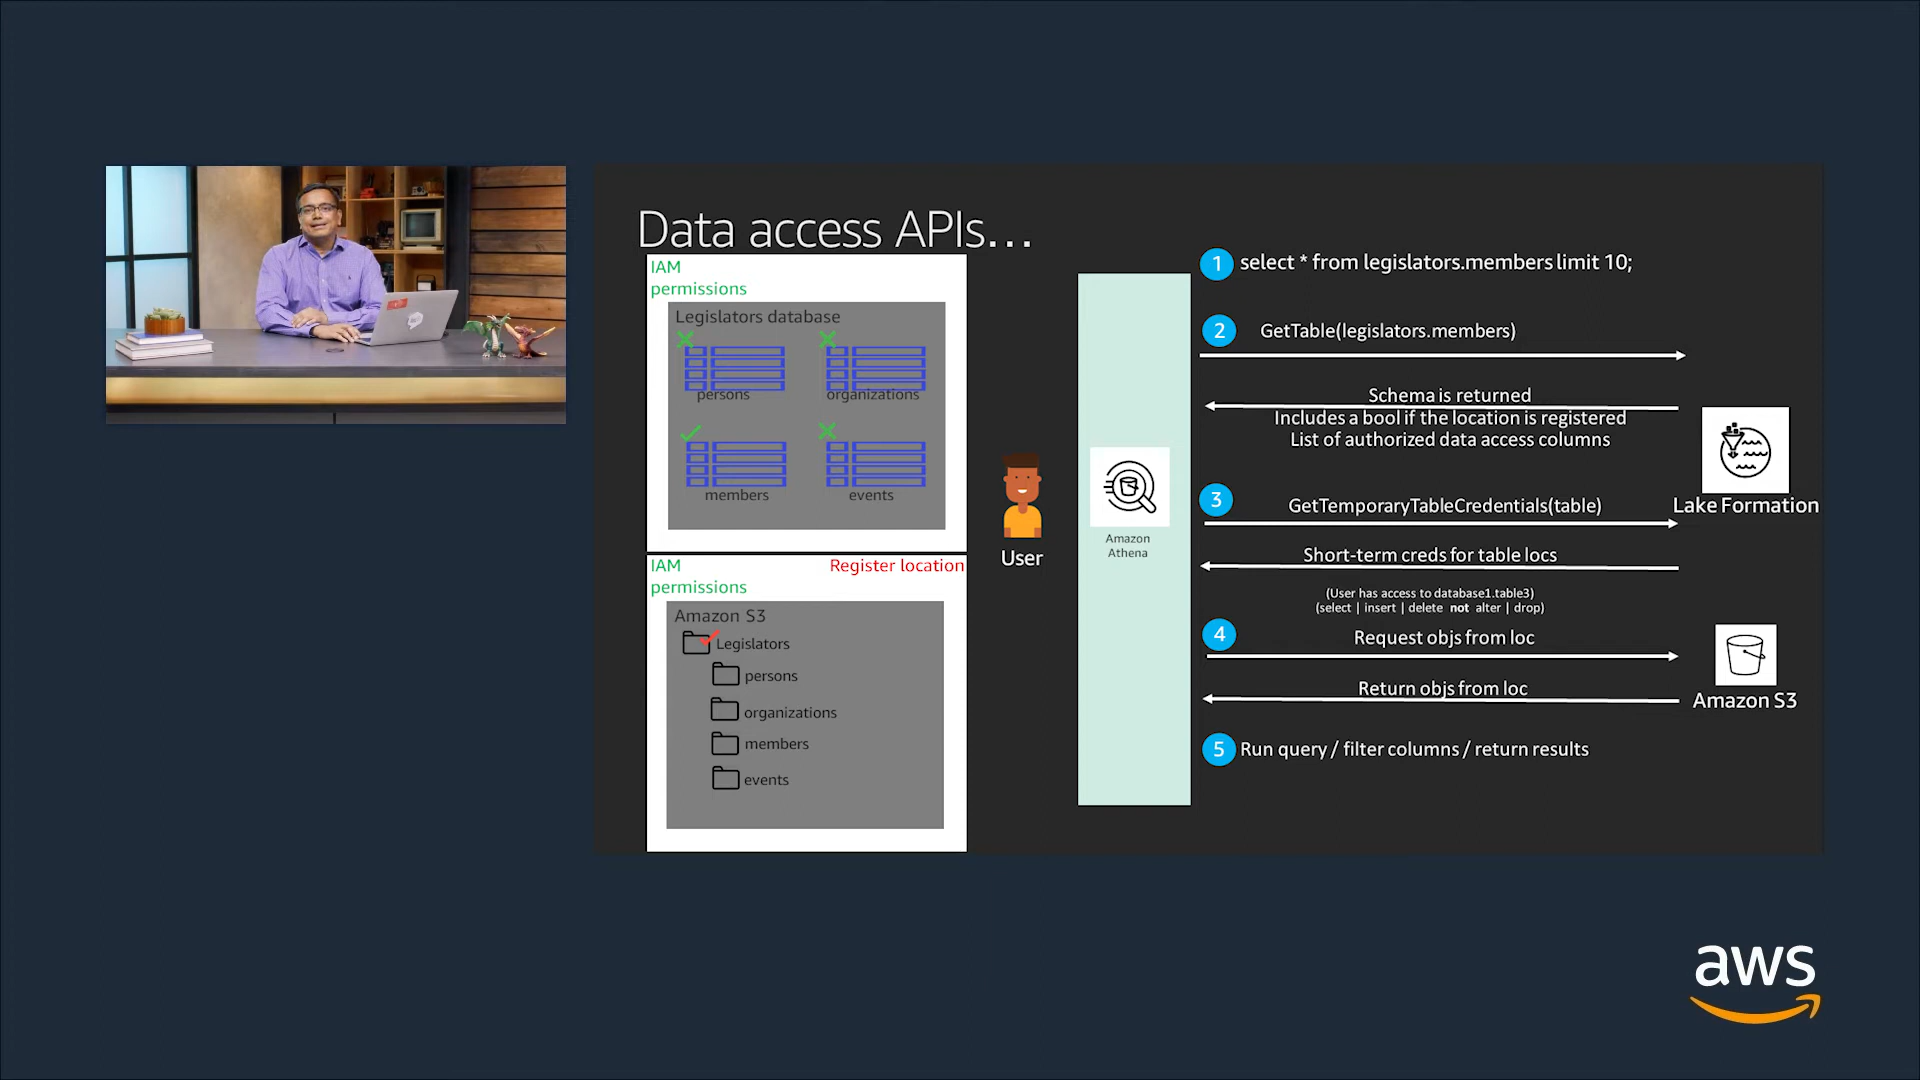 Data access APIs...
IAM
permissions
Legislators database
persons
organizations
members
events
IAM
permissions
Register location
Amazon S3
Legislators
persons
organizations
members
events
User
Amazon
Athena
1 select * from legislators.members limit 10;
2 GetTable(legislators.members)
Schema is returned
Includes a bool if the location is registered
List of authorized data access columns
Lake Formation
3 GetTemporaryTableCredentials(table)
Short-term creds for table locs
(User has access to database1.table3)
(select | insert | delete not alter | drop)
4 Request objs from loc
Return objs from loc
Amazon S3
5 Run query / filter columns / return results
aws